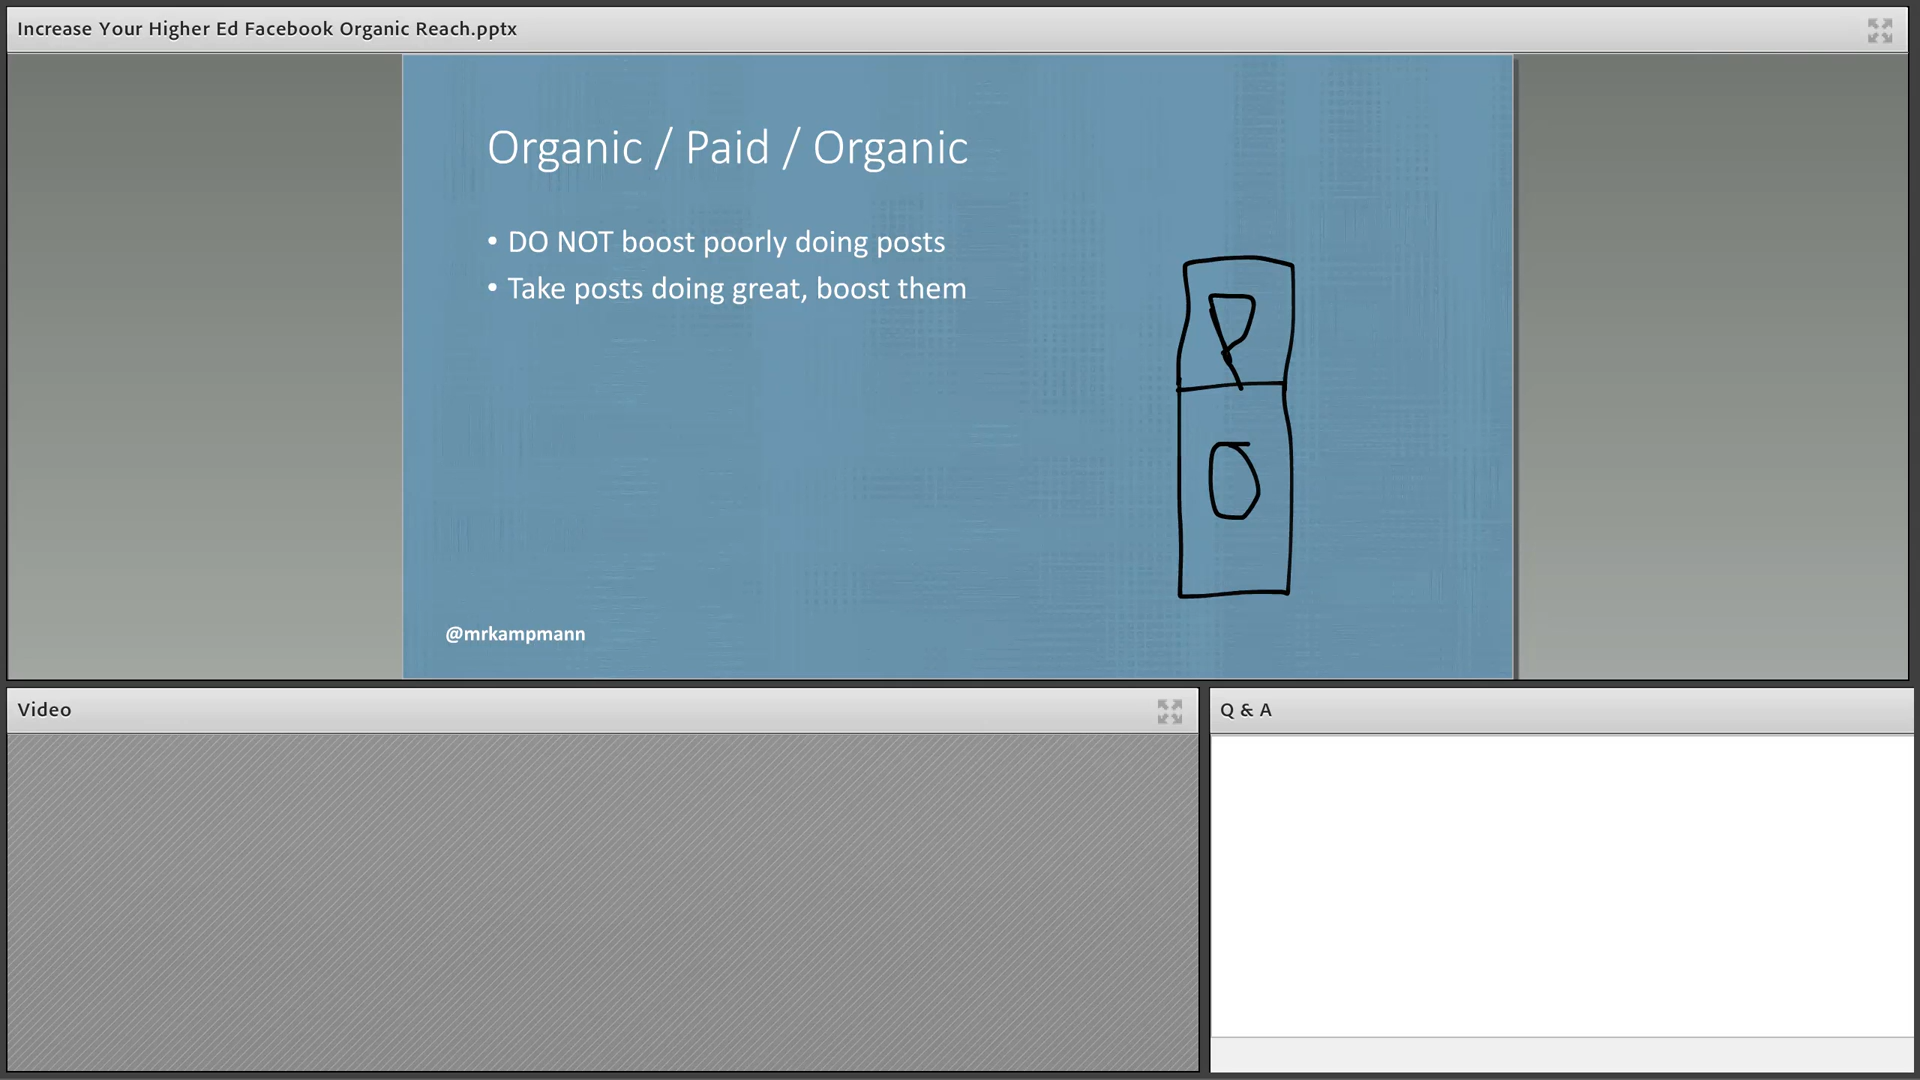 Increase Your Higher Ed Facebook Organic Reach.pptx
Organic / Paid / Organic
• DO NOT boost poorly doing posts
• Take posts doing great, boost them
P
O
@mrkampmann
Video
Q & A